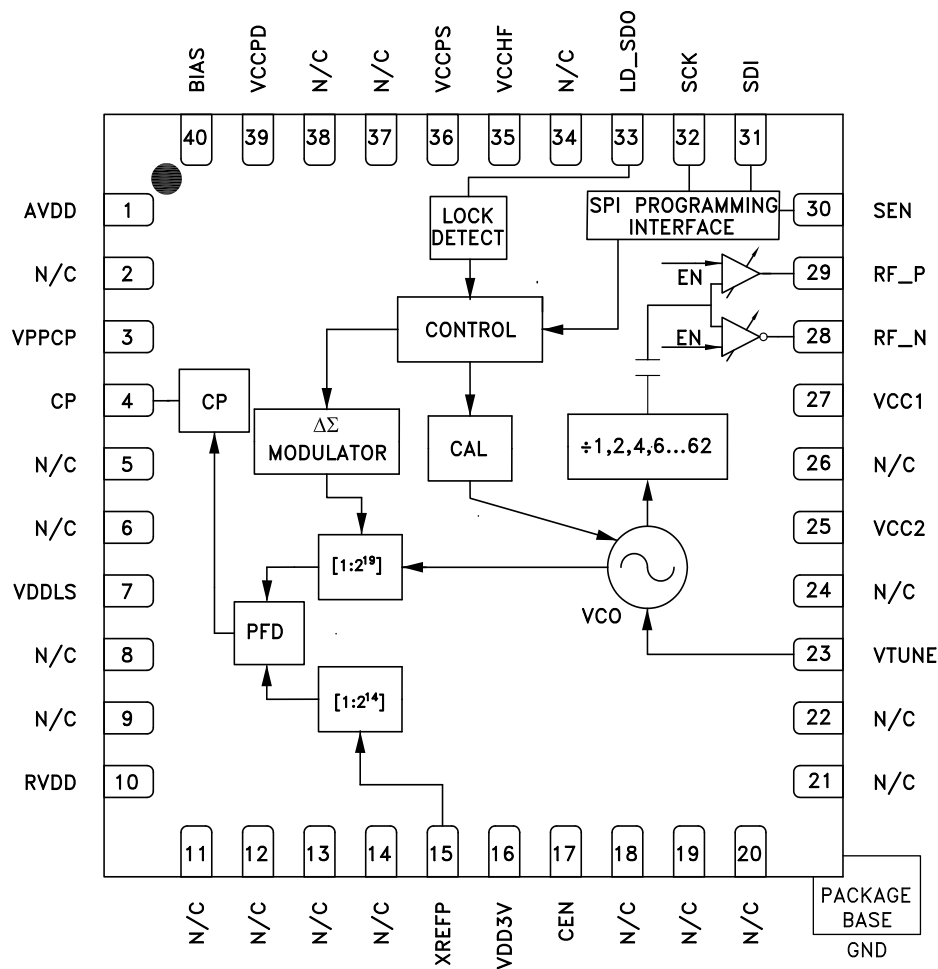 BIAS
VCCPD
N/C
N/C
VCCPS
VCCHF
N/C
LD_SDO
SCK
SDI
40
39
38
37
36
35
34
33
32
31
AVDD
1
N/C
2
VPPCP
3
CP
4
N/C
5
N/C
6
VDDLS
7
N/C
8
N/C
9
RVDD
10
LOCK
DETECT
SPI PROGRAMMING
INTERFACE
EN
EN
CONTROL
CP
ΔΣ
MODULATOR
CAL
÷1,2,4,6...62
[1:2¹⁹]
VCO
PFD
[1:2¹⁴]
30
SEN
29
RF_P
28
RF_N
27
VCC1
26
N/C
25
VCC2
24
N/C
23
VTUNE
22
N/C
21
N/C
11
12
13
14
15
16
17
18
19
20
N/C
N/C
N/C
N/C
XREFP
VDD3V
CEN
N/C
N/C
N/C
PACKAGE
BASE
GND